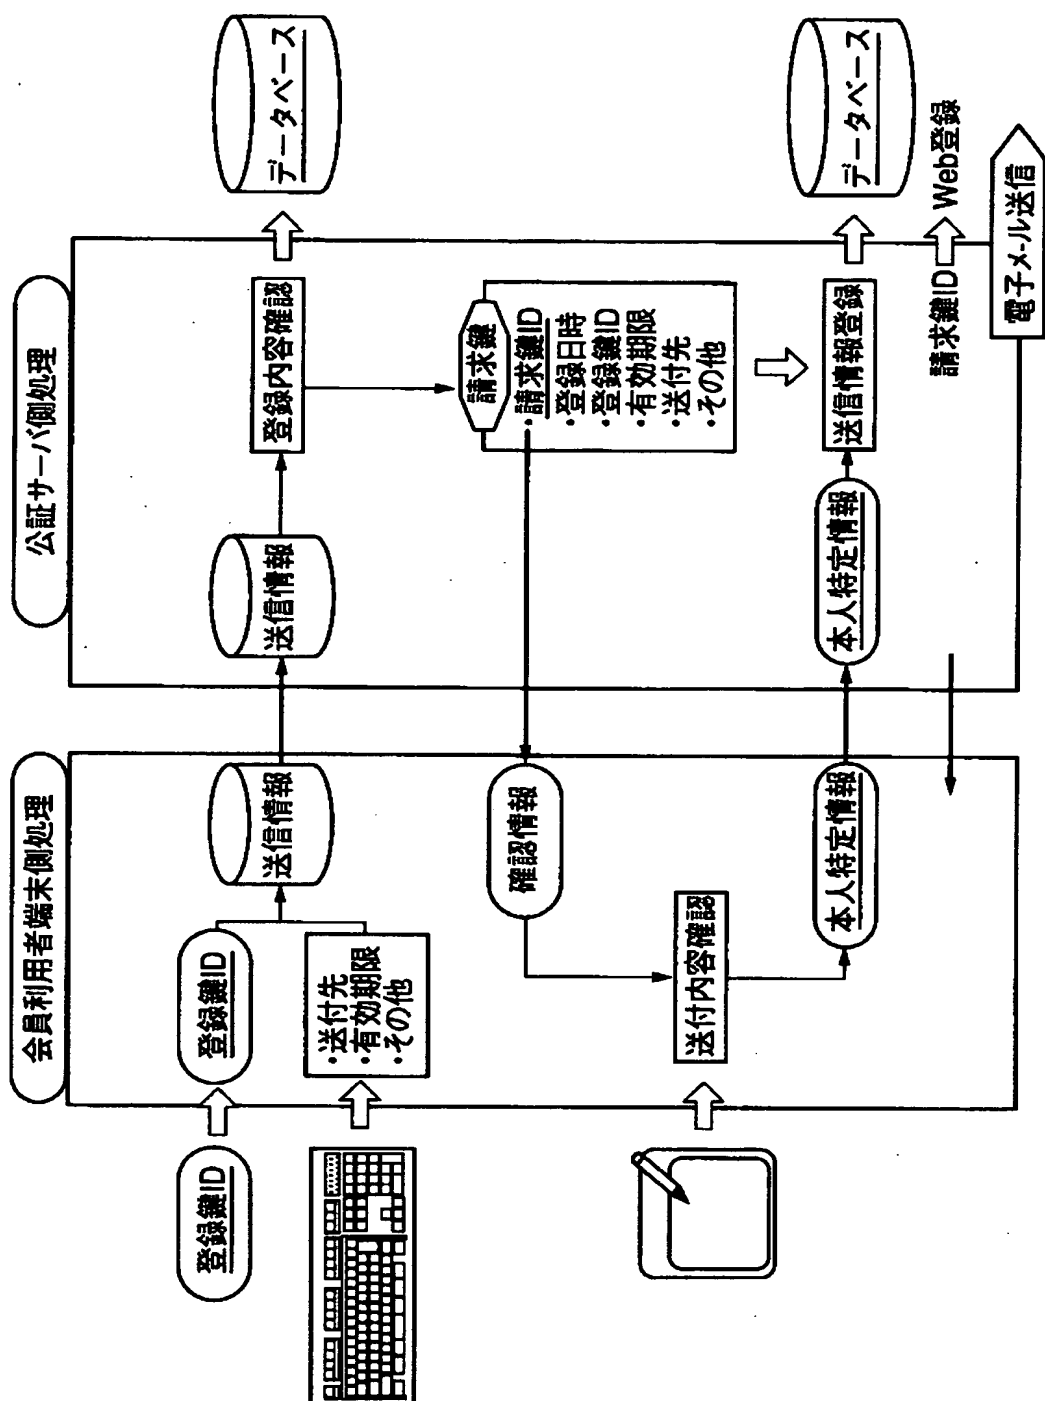 会員利用者端末側処理
公証サーバ側処理
登録鍵ID
登録鍵ID
・送付先
・有効期限
・その他
送信情報
送信情報
登録内容確認
データベース
請求鍵
・請求鍵ID
・登録日時
・登録鍵ID
・有効期限
・送付先
・その他
確認情報
送付内容確認
本人特定情報
本人特定情報
送信情報登録
データベース
請求鍵ID
Web登録
電子メール送信